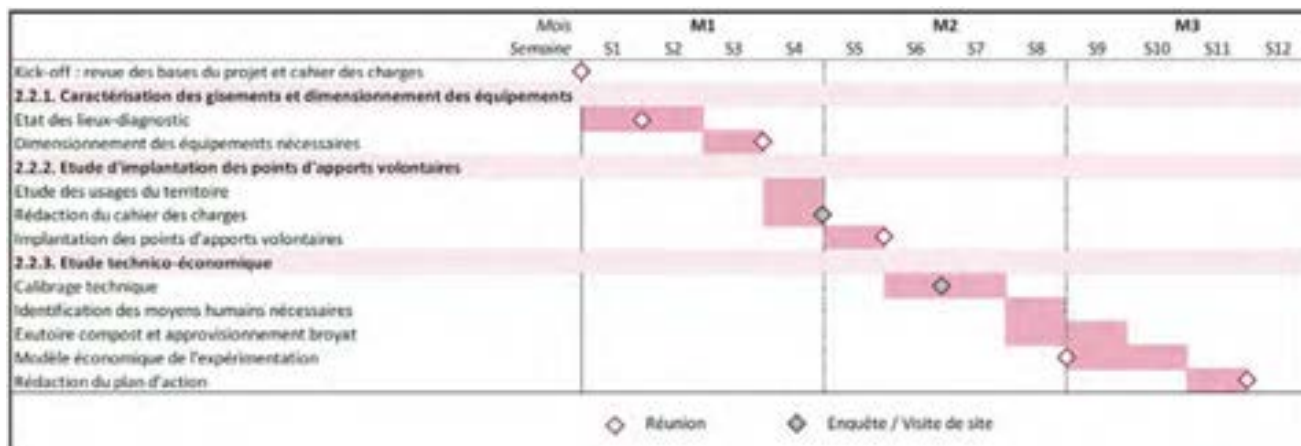 Mois M1 M2 M3
Semaine S1 S2 S3 S4 S5 S6 S7 S8 S9 S10 S11 S12
Kick-off : revue des bases du projet et cahier des charges
2.2.1. Caractérisation des gisements et dimensionnement des équipements
Etat des lieux-diagnostic
Dimensionnement des équipements nécessaires
2.2.2. Etude d'implantation des points d'apports volontaires
Etude des usages du territoire
Rédaction du cahier des charges
Implantation des points d'apports volontaires
2.2.3. Etude technico-économique
Calibrage technique
Identification des moyens humains nécessaires
Exutoire compost et approvisionnement broyat
Modèle économique de l'expérimentation
Rédaction du plan d'action
Réunion Enquête / Visite de site